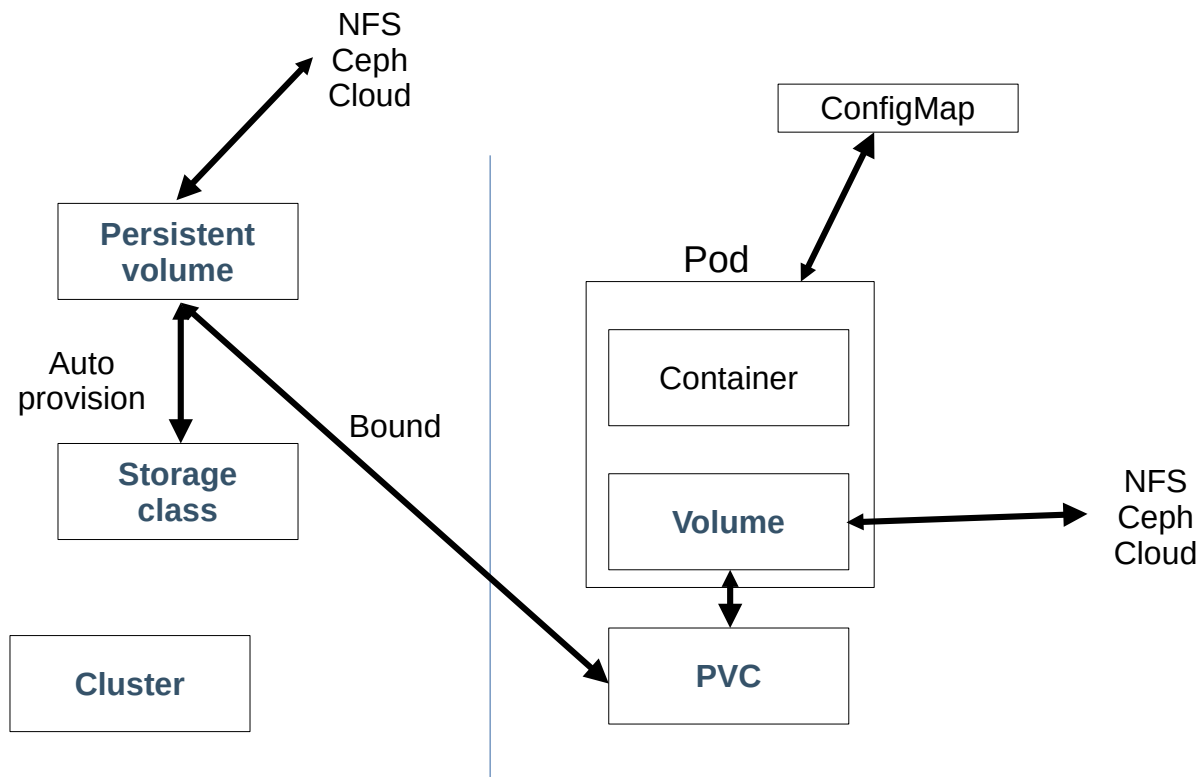 NFS
Ceph
Cloud
ConfigMap
Persistent
volume
Pod
Auto
provision
Container
Bound
Storage
class
Volume
NFS
Ceph
Cloud
Cluster
PVC